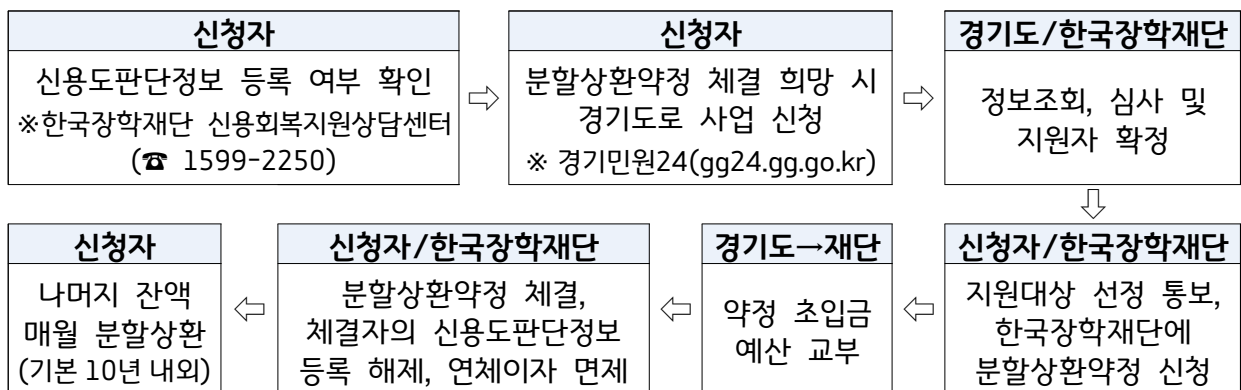 신청자
신용도판단정보 등록 여부 확인
※한국장학재단 신용회복지원상담센터
(☎ 1599-2250)
⇨
신청자
분할상환약정 체결 희망 시
경기도로 사업 신청
※ 경기민원24(gg24.gg.go.kr)
⇨
경기도/한국장학재단
정보조회, 심사 및
지원자 확정
⇩
신청자/한국장학재단
지원대상 선정 통보,
한국장학재단에
분할상환약정 신청
⇦
경기도→재단
약정 초입금
예산 교부
⇦
신청자/한국장학재단
분할상환약정 체결,
체결자의 신용도판단정보
등록 해제, 연체이자 면제
⇦
신청자
나머지 잔액
매월 분할상환
(기본 10년 내외)